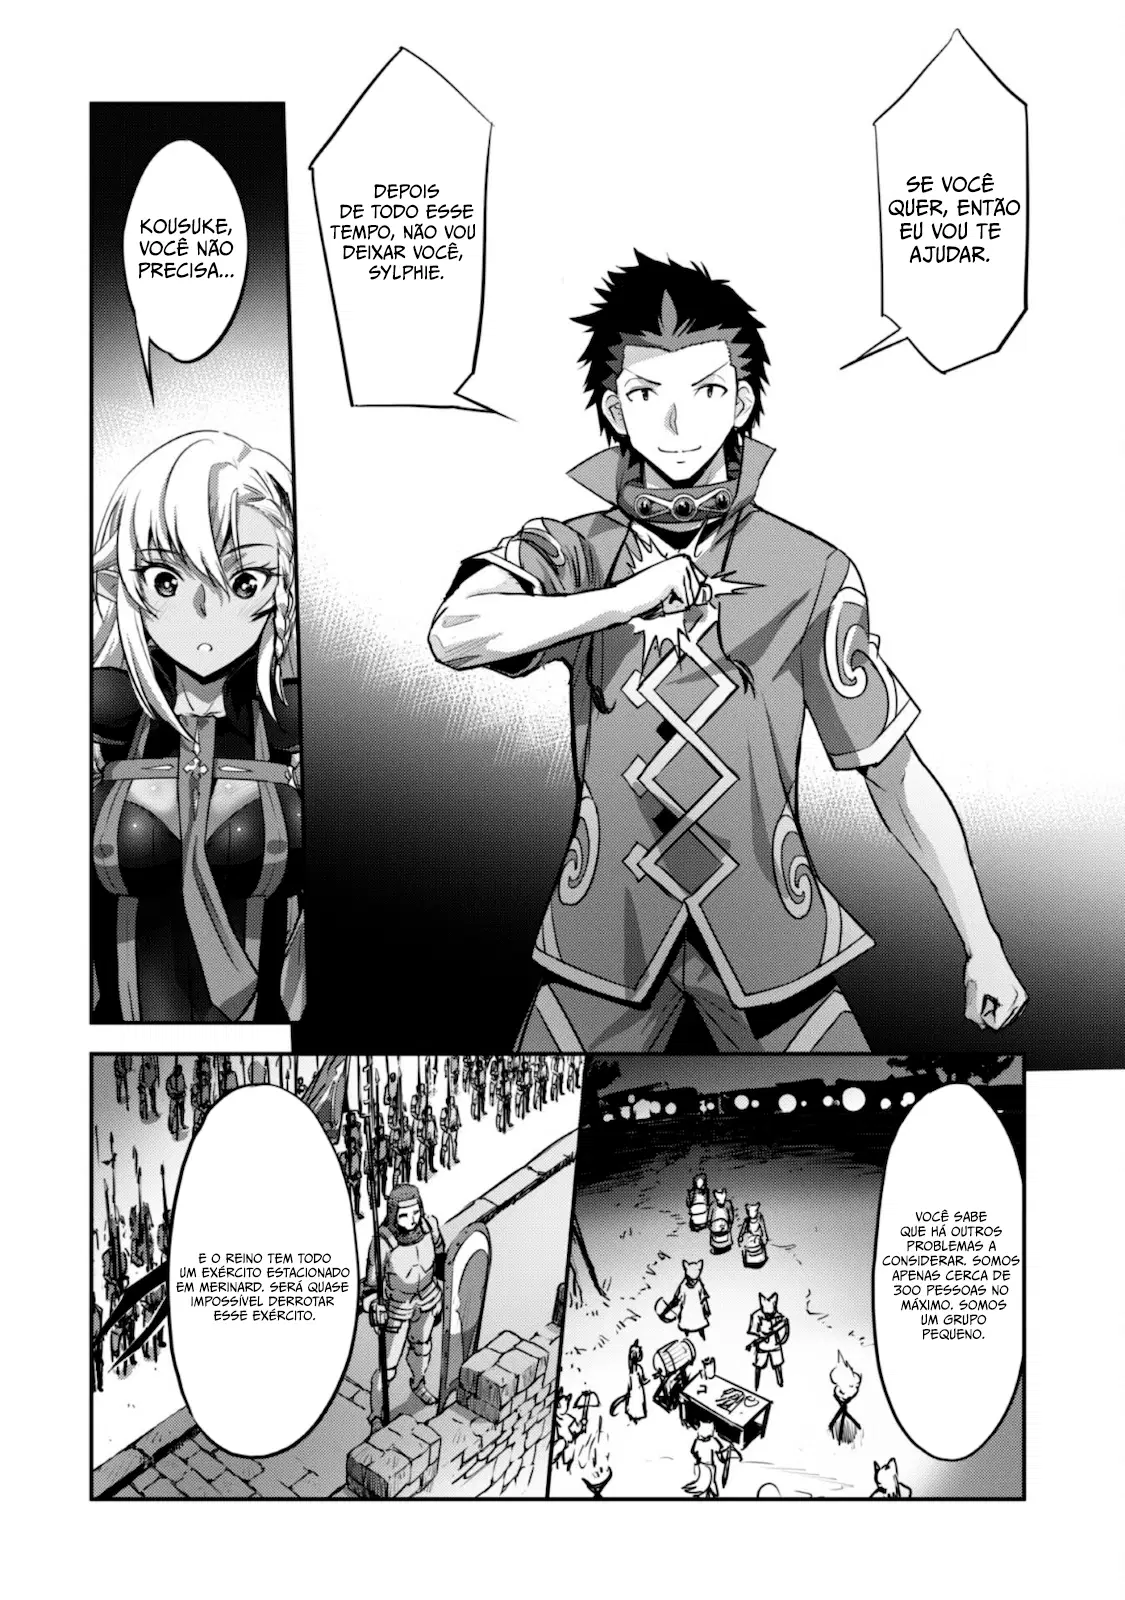 SE VOCÊ
QUER, ENTÃO
EU VOU TE
AJUDAR.
DEPOIS
DE TODO ESSE
TEMPO, NÃO VOU
DEIXAR VOCÊ,
SYLPHIE.
KOUSUKE,
VOCÊ NÃO
PRECISA...
VOCÊ SABE
QUE HÁ OUTROS
PROBLEMAS A
CONSIDERAR. SOMOS
APENAS CERCA DE
300 PESSOAS NO
MÁXIMO. SOMOS
UM GRUPO
PEQUENO.
E O REINO TEM TODO
UM EXÉRCITO ESTACIONADO
EM MERINARD. SERÁ QUASE
IMPOSSÍVEL DERROTAR
ESSE EXÉRCITO.